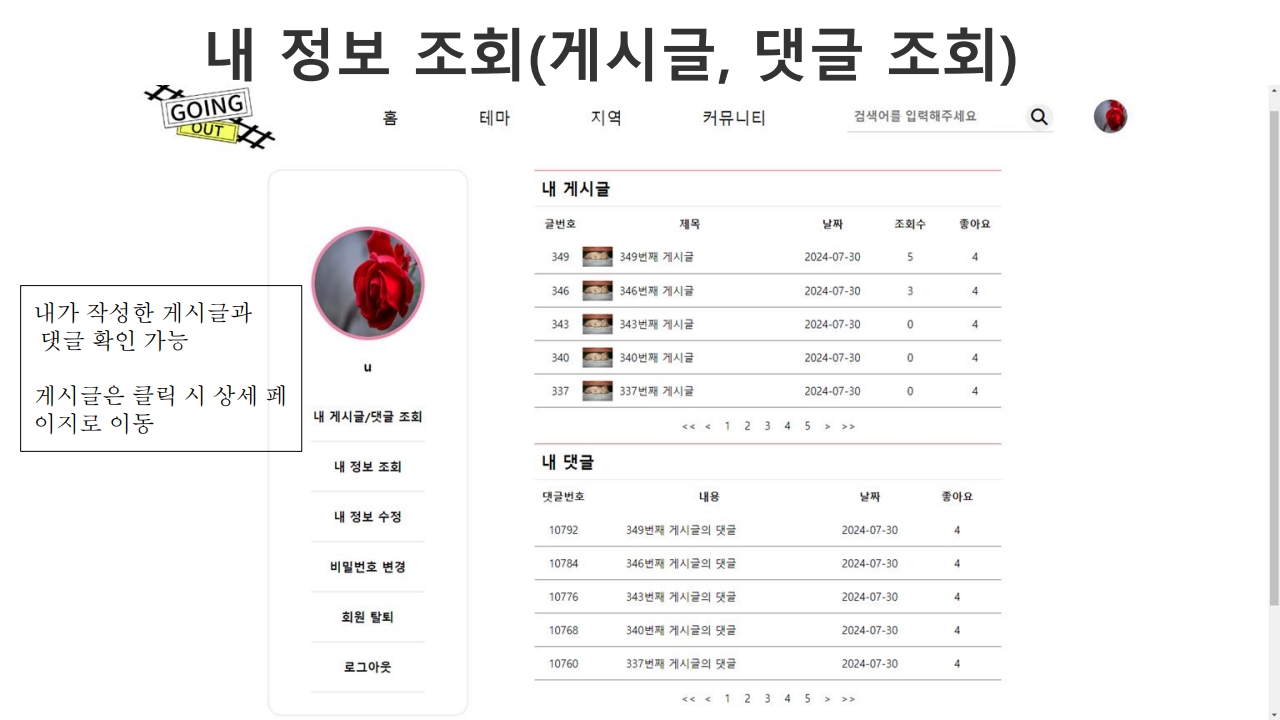 내 정보 조회(게시글, 댓글 조회)
GOING
OUT
홈 테마 지역 커뮤니티 검색어를 입력해주세요
내가 작성한 게시글과
댓글 확인 가능
게시글은 클릭 시 상세 페
이지로 이동
u
내 게시글/댓글 조회
내 정보 조회
내 정보 수정
비밀번호 변경
회원 탈퇴
로그아웃
내 게시글
글번호 제목 날짜 조회수 좋아요
349 349번째 게시글 2024-07-30 5 4
346 346번째 게시글 2024-07-30 3 4
343 343번째 게시글 2024-07-30 0 4
340 340번째 게시글 2024-07-30 0 4
337 337번째 게시글 2024-07-30 0 4
<< < 1 2 3 4 5 > >>
내 댓글
댓글번호 내용 날짜 좋아요
10792 349번째 게시글의 댓글 2024-07-30 4
10784 346번째 게시글의 댓글 2024-07-30 4
10776 343번째 게시글의 댓글 2024-07-30 4
10768 340번째 게시글의 댓글 2024-07-30 4
10760 337번째 게시글의 댓글 2024-07-30 4
<< < 1 2 3 4 5 > >>